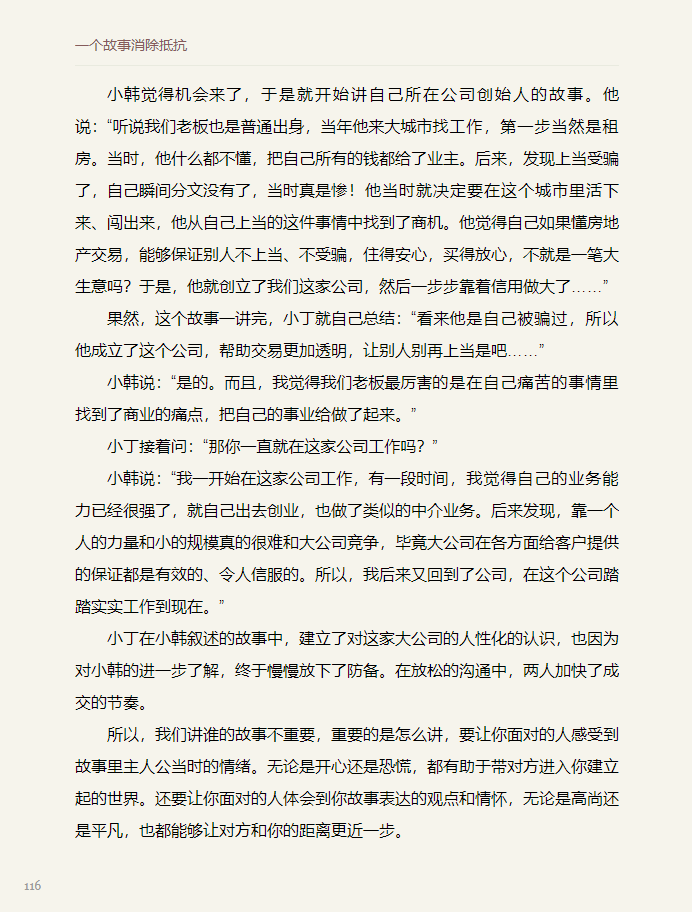 一个故事消除抵抗
小韩觉得机会来了，于是就开始讲自己所在公司创始人的故事。他
说：“听说我们老板也是普通出身，当年他来大城市找工作，第一步当然是租
房。当时，他什么都不懂，把自己所有的钱都给了业主。后来，发现上当受骗
了，自己瞬间分文没有了，当时真是惨！他当时就决定要在这个城市里活下
来、闯出来，他从自己上当的这件事情中找到了商机。他觉得自己如果懂房地
产交易，能够保证别人不上当、不受骗，住得安心，买得放心，不就是一笔大
生意吗？于是，他就创立了我们这家公司，然后一步步靠着信用做大了……”
果然，这个故事一讲完，小丁就自己总结：“看来他是自己被骗过，所以
他成立了这个公司，帮助交易更加透明，让别人别再上当是吧……”
小韩说：“是的。而且，我觉得我们老板最厉害的是在自己痛苦的事情里
找到了商业的痛点，把自己的事业给做了起来。”
小丁接着问：“那你一直就在这家公司工作吗？”
小韩说：“我一开始在这家公司工作，有一段时间，我觉得自己的业务能
力已经很强了，就自己出去创业，也做了类似的中介业务。后来发现，靠一个
人的力量和小的规模真的很难和大公司竞争，毕竟大公司在各方面给客户提供
的保证都是有效的、令人信服的。所以，我后来又回到了公司，在这个公司踏
踏实实工作到现在。”
小丁在小韩叙述的故事中，建立了对这家大公司的人性化的认识，也因为
对小韩的进一步了解，终于慢慢放下了防备。在放松的沟通中，两人加快了成
交的节奏。
所以，我们讲谁的故事不重要，重要的是怎么讲，要让你面对的人感受到
故事里主人公当时的情绪。无论是开心还是恐慌，都有助于带对方进入你建立
起的世界。还要让你面对的人体会到你故事表达的观点和情怀，无论是高尚还
是平凡，也都能够让对方和你的距离更近一步。
116